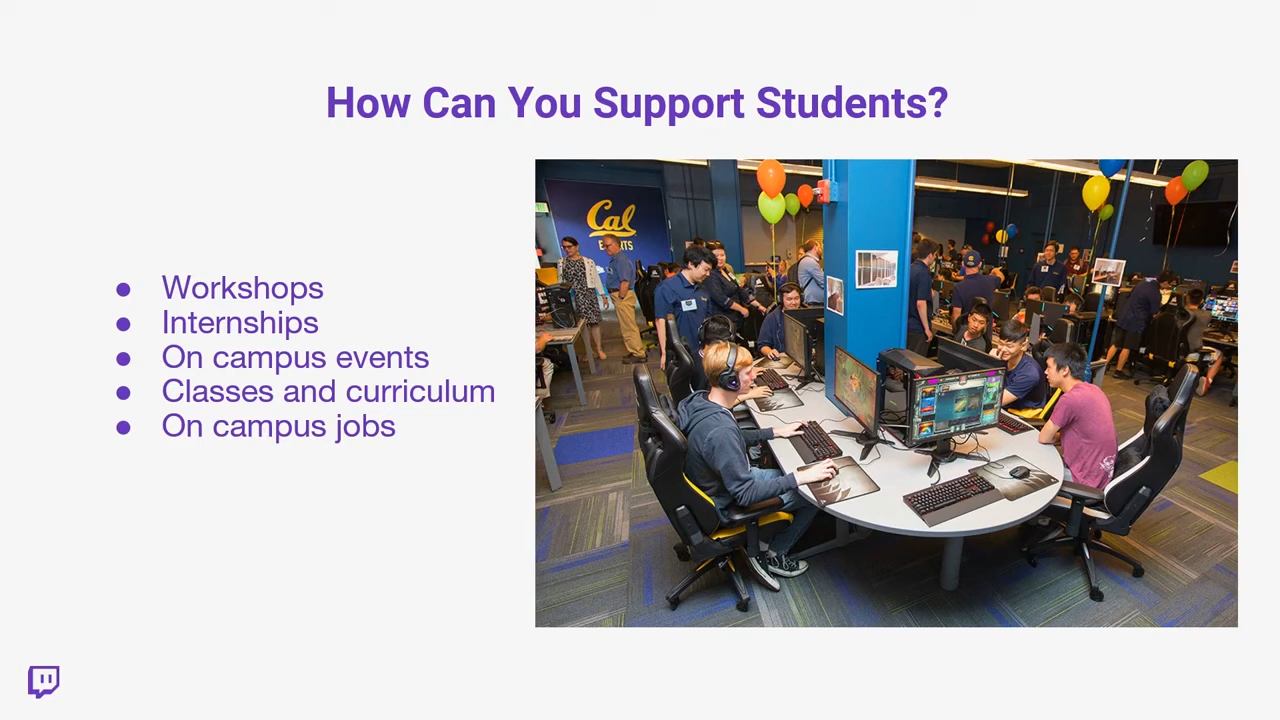 How Can You Support Students?
● Workshops
● Internships
● On campus events
● Classes and curriculum
● On campus jobs
Cal